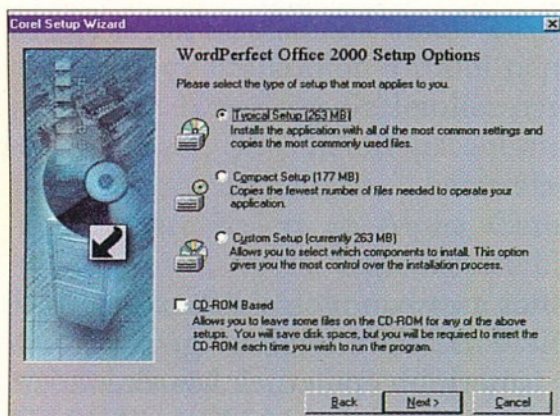 Corel Setup Wizard
WordPerfect Office 2000 Setup Options
Please select the type of setup that most applies to you.
Typical Setup (263 MB)
Installs the application with all of the most common settings and
copies the most commonly used files.
Compact Setup (177 MB)
Copies the fewest number of files needed to operate your
application.
Custom Setup (currently 263 MB)
Allows you to select which components to install. This option
gives you the most control over the installation process.
CD-ROM Based
Allows you to leave some files on the CD-ROM for any of the above
setups. You will save disk space, but you will be required to insert the
CD-ROM each time you wish to run the program.
Back Next > Cancel